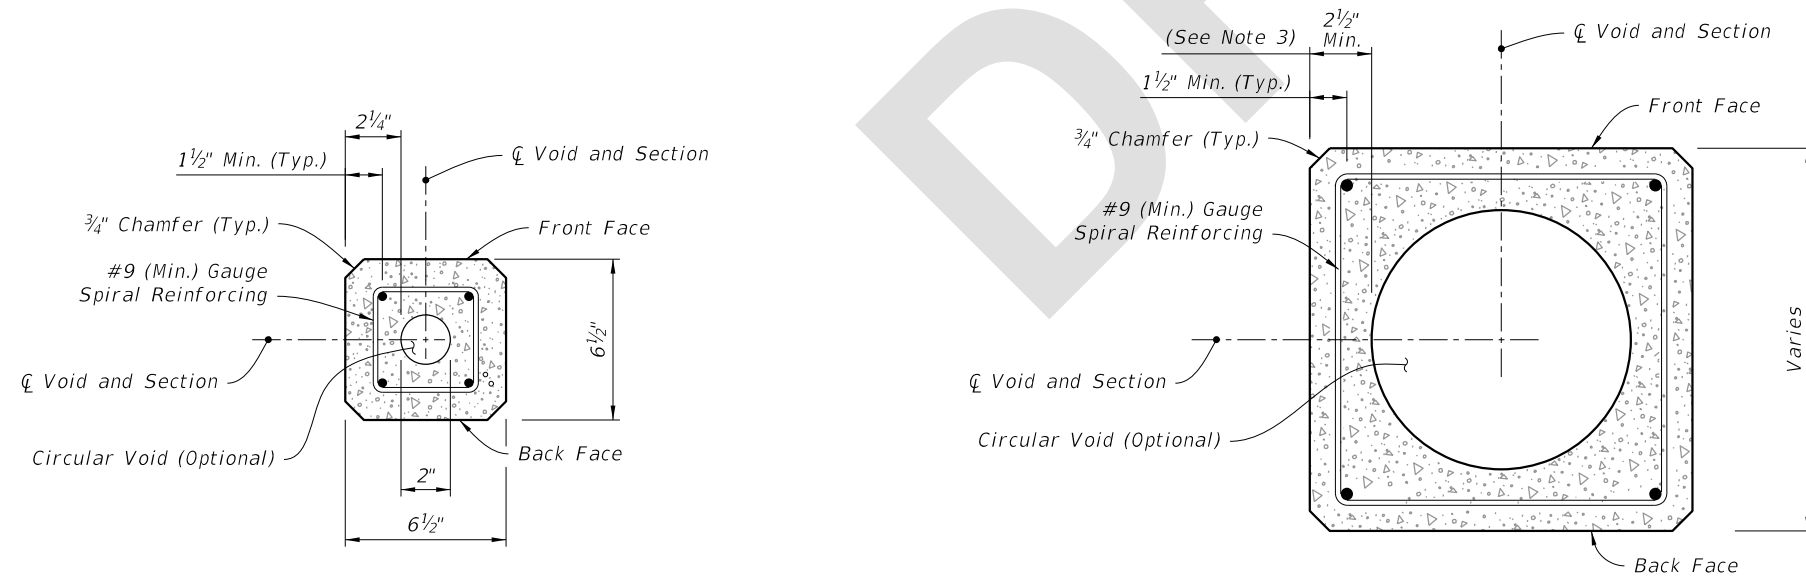 2¼"
1½" Min. (Typ.)
℄ Void and Section
¾" Chamfer (Typ.)
Front Face
#9 (Min.) Gauge
Spiral Reinforcing
6½"
℄ Void and Section
Circular Void (Optional)
Back Face
2"
6½"
(See Note 3)
2½"
Min.
℄ Void and Section
1½" Min. (Typ.)
Front Face
¾" Chamfer (Typ.)
#9 (Min.) Gauge
Spiral Reinforcing
Varies
℄ Void and Section
Circular Void (Optional)
Back Face